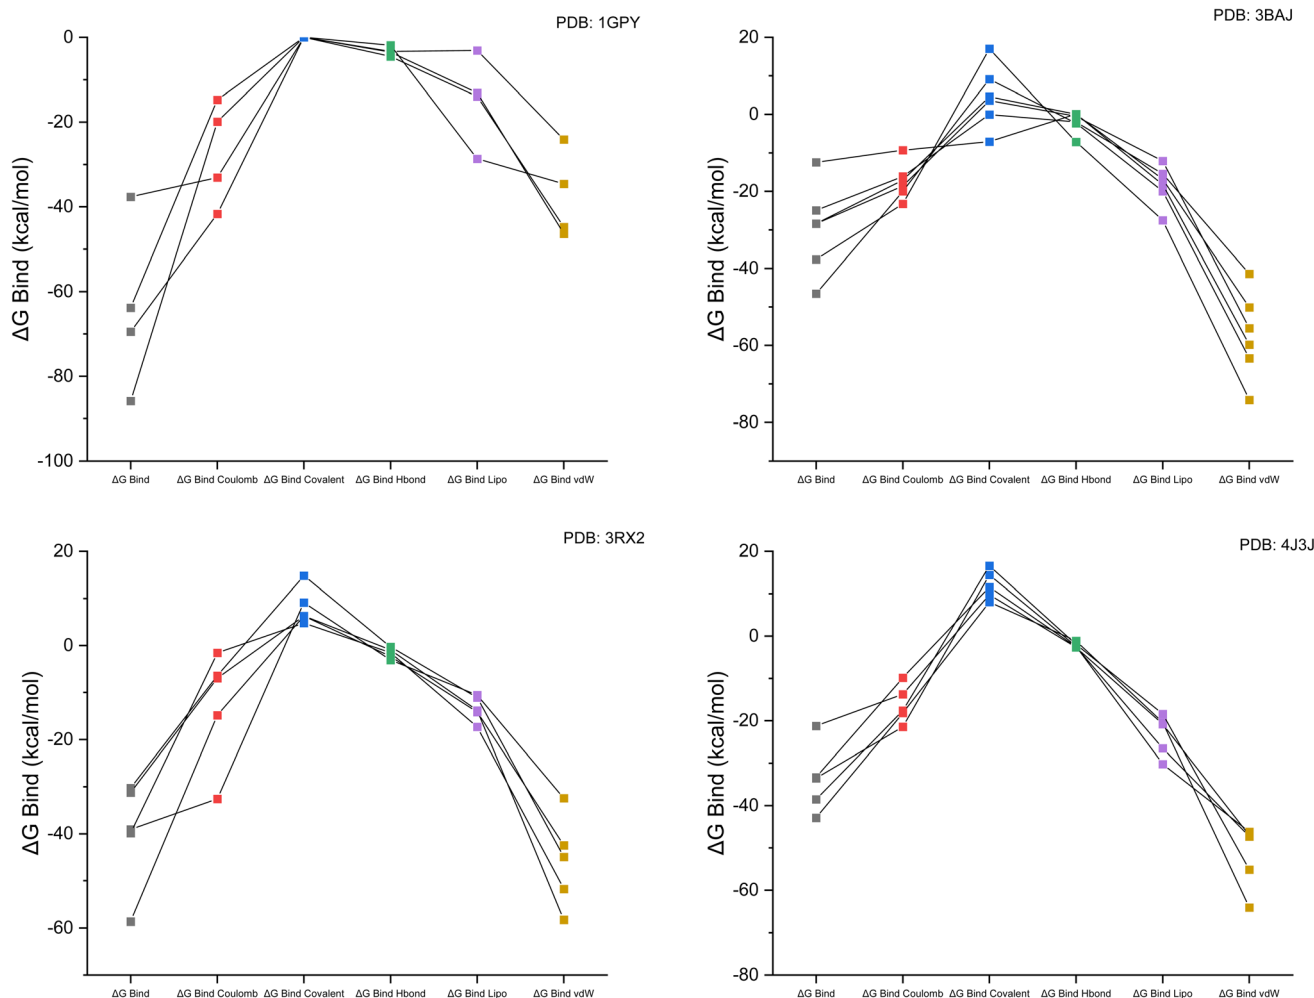 PDB: 1GPY
0
-20
-40
-60
-80
-100
ΔG Bind (kcal/mol)
ΔG Bind ΔG Bind Coulomb ΔG Bind Covalent ΔG Bind Hbond ΔG Bind Lipo ΔG Bind vdW
PDB: 3BAJ
20
0
-20
-40
-60
-80
ΔG Bind (kcal/mol)
ΔG Bind ΔG Bind Coulomb ΔG Bind Covalent ΔG Bind Hbond ΔG Bind Lipo ΔG Bind vdW
PDB: 3RX2
20
0
-20
-40
-60
ΔG Bind (kcal/mol)
ΔG Bind ΔG Bind Coulomb ΔG Bind Covalent ΔG Bind Hbond ΔG Bind Lipo ΔG Bind vdW
PDB: 4J3J
20
0
-20
-40
-60
-80
ΔG Bind (kcal/mol)
ΔG Bind ΔG Bind Coulomb ΔG Bind Covalent ΔG Bind Hbond ΔG Bind Lipo ΔG Bind vdW